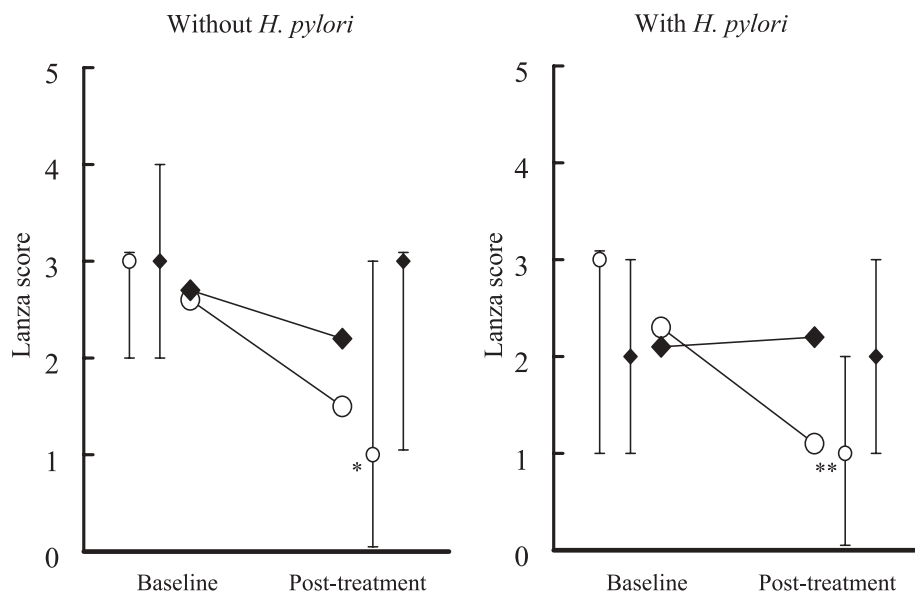 Without H. pylori
5
4
3
2
1
0
Lanza score
*
Baseline
Post-treatment
With H. pylori
5
4
3
2
1
0
Lanza score
**
Baseline
Post-treatment